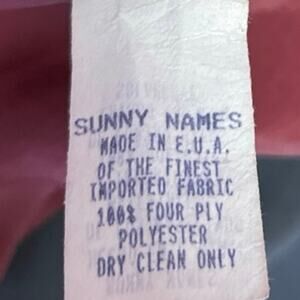 SUNNY NAMES
MADE IN E.U.A.
OF THE FINEST
IMPORTED FABRIC
100% FOUR PLY
POLYESTER
DRY CLEAN ONLY